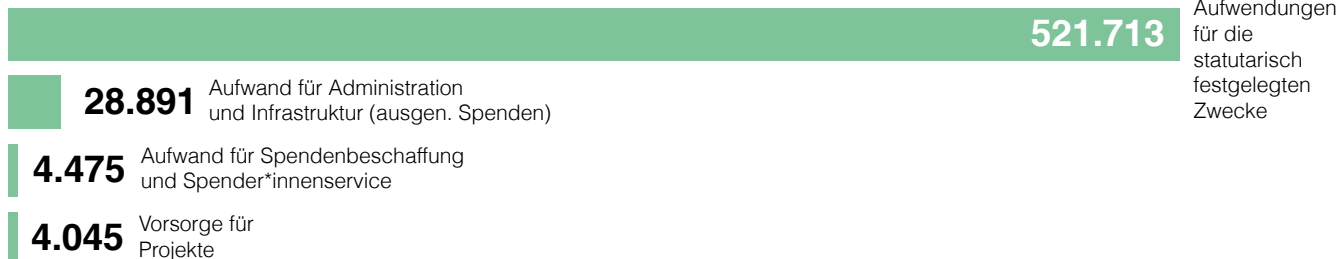 521.713
Aufwendungen
für die
statutarisch
festgelegten
Zwecke
28.891
Aufwand für Administration
und Infrastruktur (ausgen. Spenden)
4.475
Aufwand für Spendenbeschaffung
und Spender*innenservice
4.045
Vorsorge für
Projekte